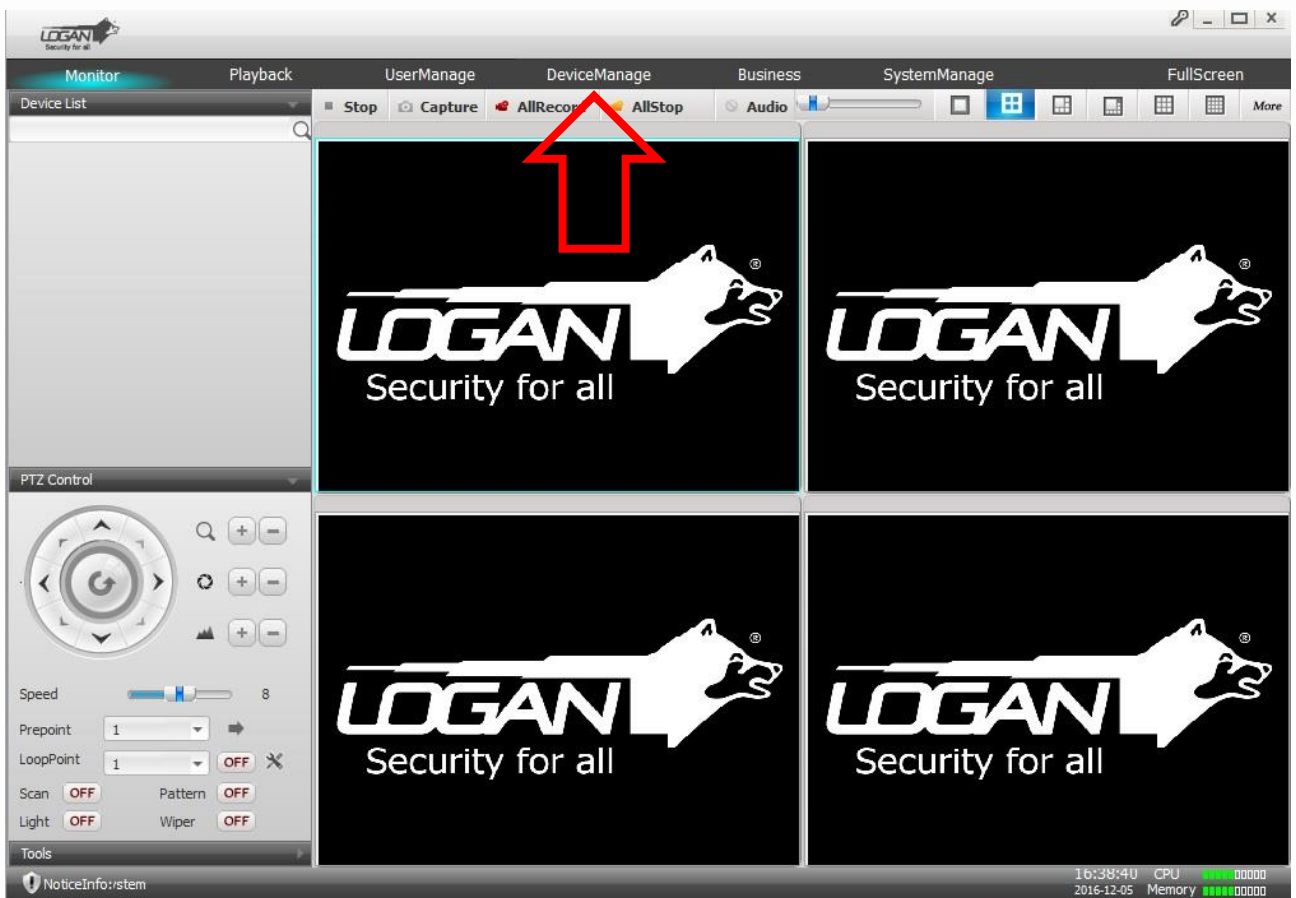 LOGAN
Security for all
Monitor Playback UserManage DeviceManage Business SystemManage FullScreen
Device List
Stop Capture AllRecord AllStop Audio More
LOGAN ®
Security for all
LOGAN ®
Security for all
PTZ Control
Speed 8
Prepoint 1
LoopPoint 1 OFF
Scan OFF Pattern OFF
Light OFF Wiper OFF
LOGAN ®
Security for all
LOGAN ®
Security for all
Tools
NoticeInfo:
16:38:40 CPU
2016-12-05 Memory